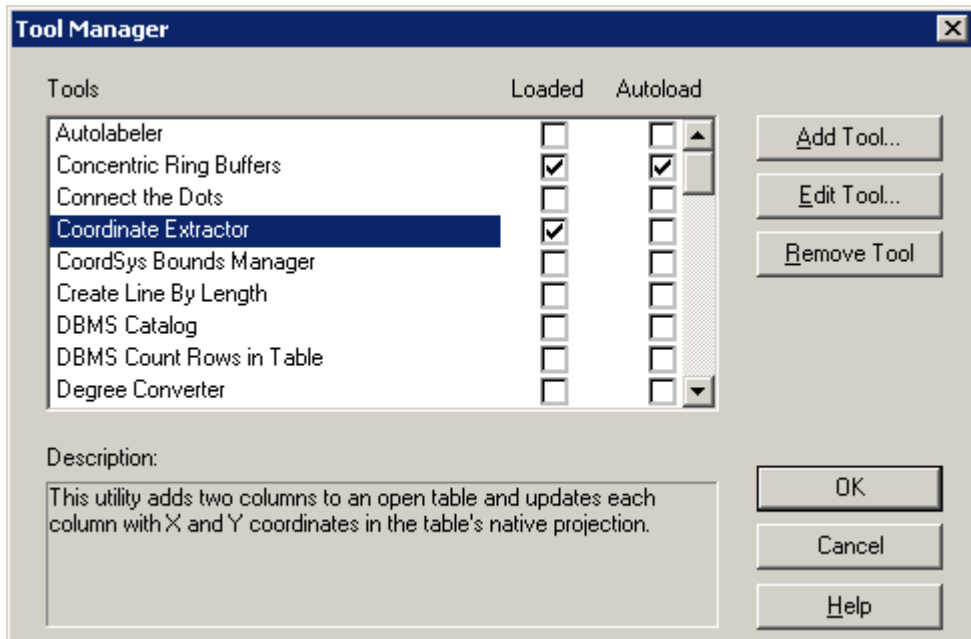 Tool Manager
Tools Loaded Autoload
Autolabeler
Concentric Ring Buffers
Connect the Dots
Coordinate Extractor
CoordSys Bounds Manager
Create Line By Length
DBMS Catalog
DBMS Count Rows in Table
Degree Converter
Add Tool...
Edit Tool...
Remove Tool
Description:
This utility adds two columns to an open table and updates each
column with X and Y coordinates in the table's native projection.
OK
Cancel
Help